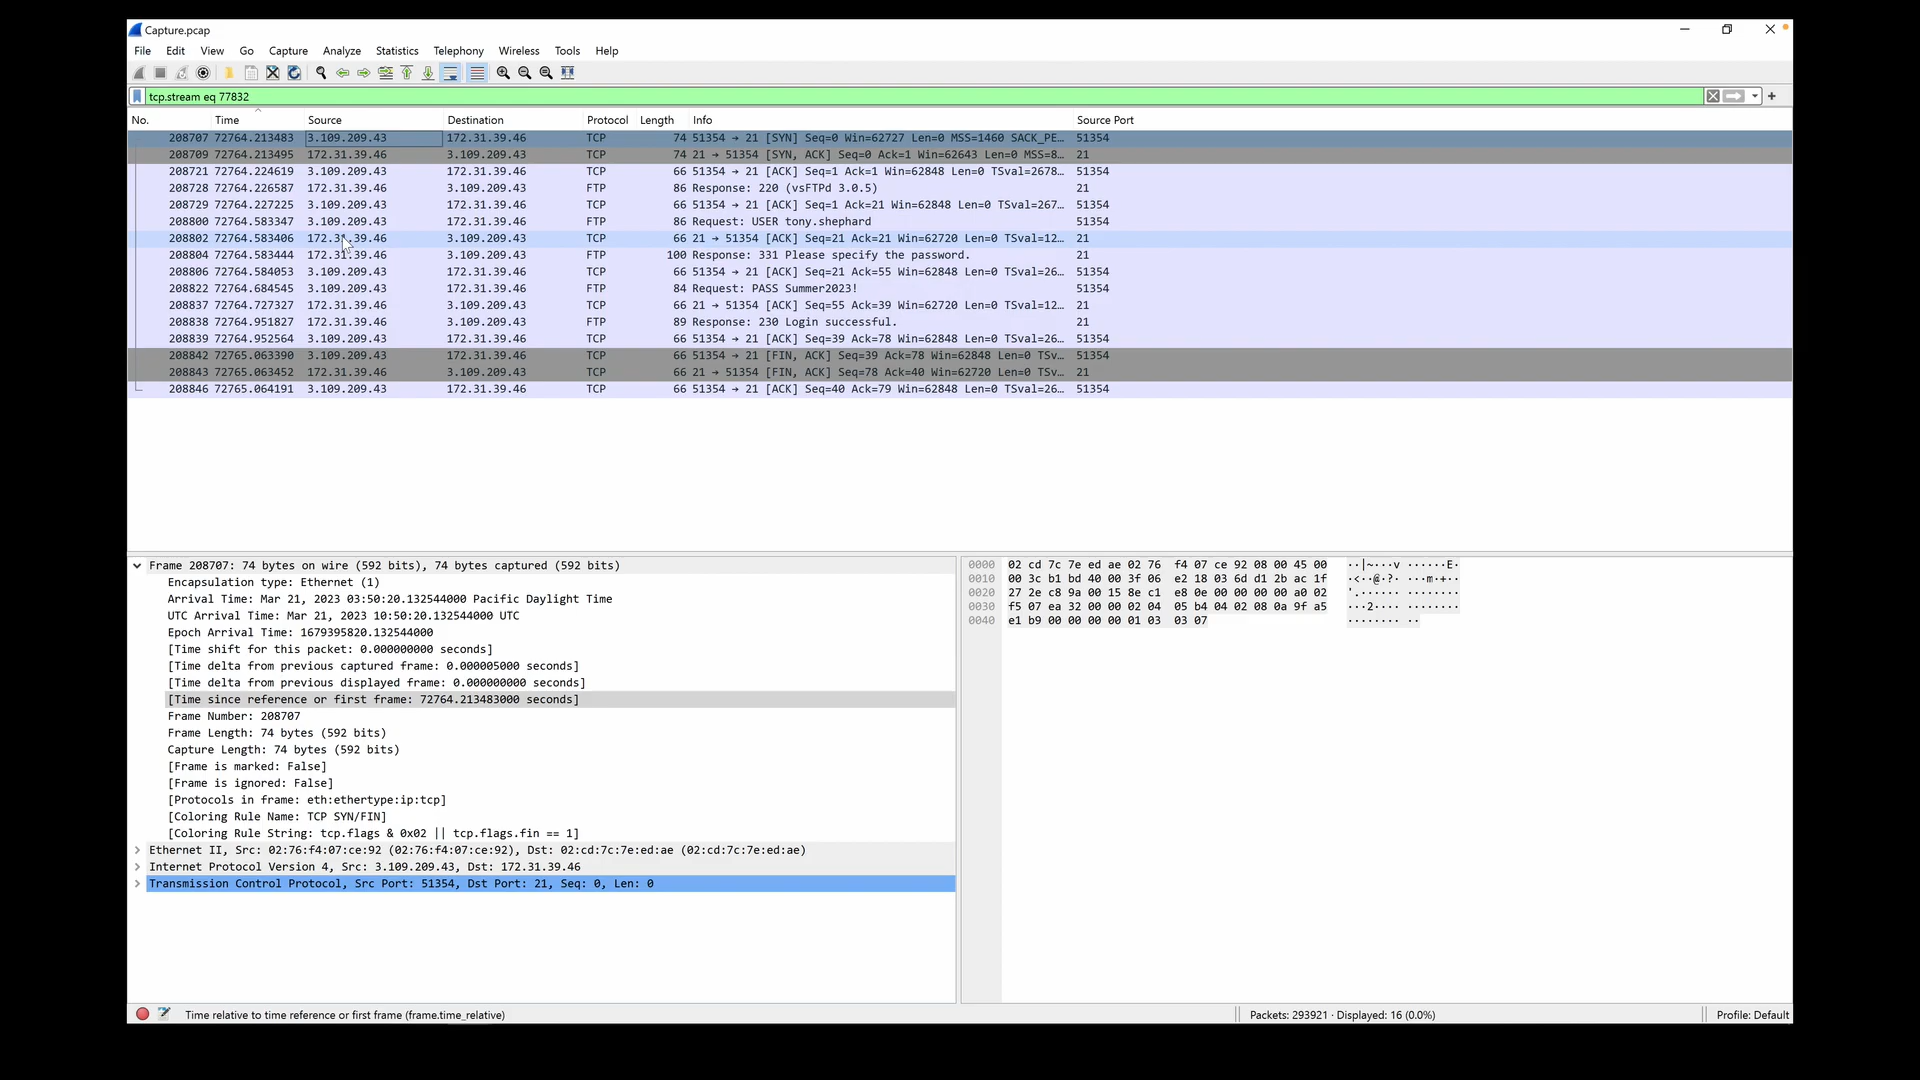 Capture.pcap
File Edit View Go Capture Analyze Statistics Telephony Wireless Tools Help
tcp.stream eq 77832
No. Time Source Destination Protocol Length Info Source Port
208707 72764.213483 3.109.209.43 172.31.39.46 TCP 74 51354 → 21 [SYN] Seq=0 Win=62727 Len=0 MSS=1460 SACK_PE… 51354
208709 72764.213495 172.31.39.46 3.109.209.43 TCP 74 21 → 51354 [SYN, ACK] Seq=0 Ack=1 Win=62643 Len=0 MSS=8… 21
208721 72764.224619 3.109.209.43 172.31.39.46 TCP 66 51354 → 21 [ACK] Seq=1 Ack=1 Win=62848 Len=0 TSval=2678… 51354
208728 72764.226587 172.31.39.46 3.109.209.43 FTP 86 Response: 220 (vsFTPd 3.0.5) 21
208729 72764.227225 3.109.209.43 172.31.39.46 TCP 66 51354 → 21 [ACK] Seq=1 Ack=21 Win=62848 Len=0 TSval=267… 51354
208800 72764.583347 3.109.209.43 172.31.39.46 FTP 86 Request: USER tony.shephard 51354
208802 72764.583406 172.31.39.46 3.109.209.43 TCP 66 21 → 51354 [ACK] Seq=21 Ack=21 Win=62720 Len=0 TSval=12… 21
208804 72764.583444 172.31.39.46 3.109.209.43 FTP 100 Response: 331 Please specify the password. 21
208806 72764.584053 3.109.209.43 172.31.39.46 TCP 66 51354 → 21 [ACK] Seq=21 Ack=55 Win=62848 Len=0 TSval=26… 51354
208822 72764.684545 3.109.209.43 172.31.39.46 FTP 84 Request: PASS Summer2023! 51354
208837 72764.727327 172.31.39.46 3.109.209.43 TCP 66 21 → 51354 [ACK] Seq=55 Ack=39 Win=62720 Len=0 TSval=12… 21
208838 72764.951827 172.31.39.46 3.109.209.43 FTP 89 Response: 230 Login successful. 21
208839 72764.952564 3.109.209.43 172.31.39.46 TCP 66 51354 → 21 [ACK] Seq=39 Ack=78 Win=62848 Len=0 TSval=26… 51354
208842 72765.063390 3.109.209.43 172.31.39.46 TCP 66 51354 → 21 [FIN, ACK] Seq=39 Ack=78 Win=62848 Len=0 TSv… 51354
208843 72765.063452 172.31.39.46 3.109.209.43 TCP 66 21 → 51354 [FIN, ACK] Seq=78 Ack=40 Win=62720 Len=0 TSv… 21
208846 72765.064191 3.109.209.43 172.31.39.46 TCP 66 51354 → 21 [ACK] Seq=40 Ack=79 Win=62848 Len=0 TSval=26… 51354
Frame 208707: 74 bytes on wire (592 bits), 74 bytes captured (592 bits)
Encapsulation type: Ethernet (1)
Arrival Time: Mar 21, 2023 03:50:20.132544000 Pacific Daylight Time
UTC Arrival Time: Mar 21, 2023 10:50:20.132544000 UTC
Epoch Arrival Time: 1679395820.132544000
[Time shift for this packet: 0.000000000 seconds]
[Time delta from previous captured frame: 0.000005000 seconds]
[Time delta from previous displayed frame: 0.000000000 seconds]
[Time since reference or first frame: 72764.213483000 seconds]
Frame Number: 208707
Frame Length: 74 bytes (592 bits)
Capture Length: 74 bytes (592 bits)
[Frame is marked: False]
[Frame is ignored: False]
[Protocols in frame: eth:ethertype:ip:tcp]
[Coloring Rule Name: TCP SYN/FIN]
[Coloring Rule String: tcp.flags & 0x02 || tcp.flags.fin == 1]
Ethernet II, Src: 02:76:f4:07:ce:92 (02:76:f4:07:ce:92), Dst: 02:cd:7c:7e:ed:ae (02:cd:7c:7e:ed:ae)
Internet Protocol Version 4, Src: 3.109.209.43, Dst: 172.31.39.46
Transmission Control Protocol, Src Port: 51354, Dst Port: 21, Seq: 0, Len: 0
0000 02 cd 7c 7e ed ae 02 76 f4 07 ce 92 08 00 45 00 ··|~···v ······E·
0010 00 3c b1 bd 40 00 3f 06 e2 18 03 6d d1 2b ac 1f ·<··@·?· ···m·+··
0020 27 2e c8 9a 00 15 8e c1 e8 0e 00 00 00 00 a0 02 '.······ ········
0030 f5 07 ea 32 00 00 02 04 05 b4 04 02 08 0a 9f a5 ···2···· ········
0040 e1 b9 00 00 00 00 01 03 03 07 ········ ··
Time relative to time reference or first frame (frame.time_relative)
Packets: 293921 · Displayed: 16 (0.0%)
Profile: Default